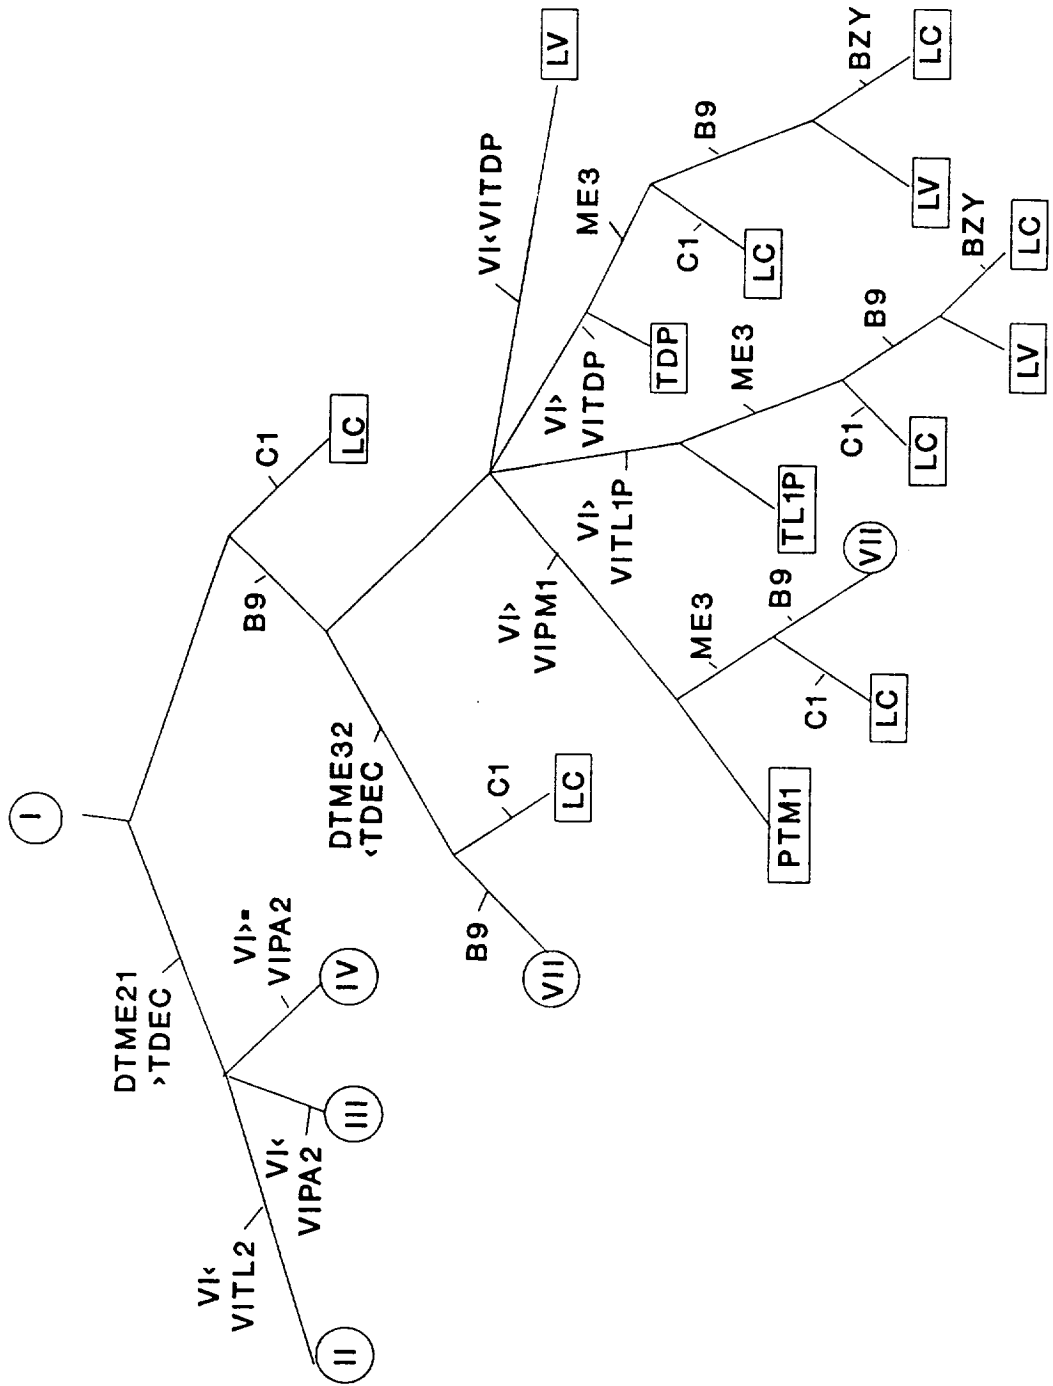 I
DTME21
>TDEC
VI<
VITL2
VI<
VIPA2
VI>=
VIPA2
B9
C1
II
III
IV
LC
DTME32
<TDEC
B9
C1
VII
LC
VI>
VIPM1
VI>
VITL1P
VI>
VITDP
VI<VITDP
LV
ME3
TDP
ME3
ME3
C1
B9
B9
PTM1
TL1P
LC
BZY
C1
LC
VII
C1
B9
LC
LV
LC
BZY
LV
LC